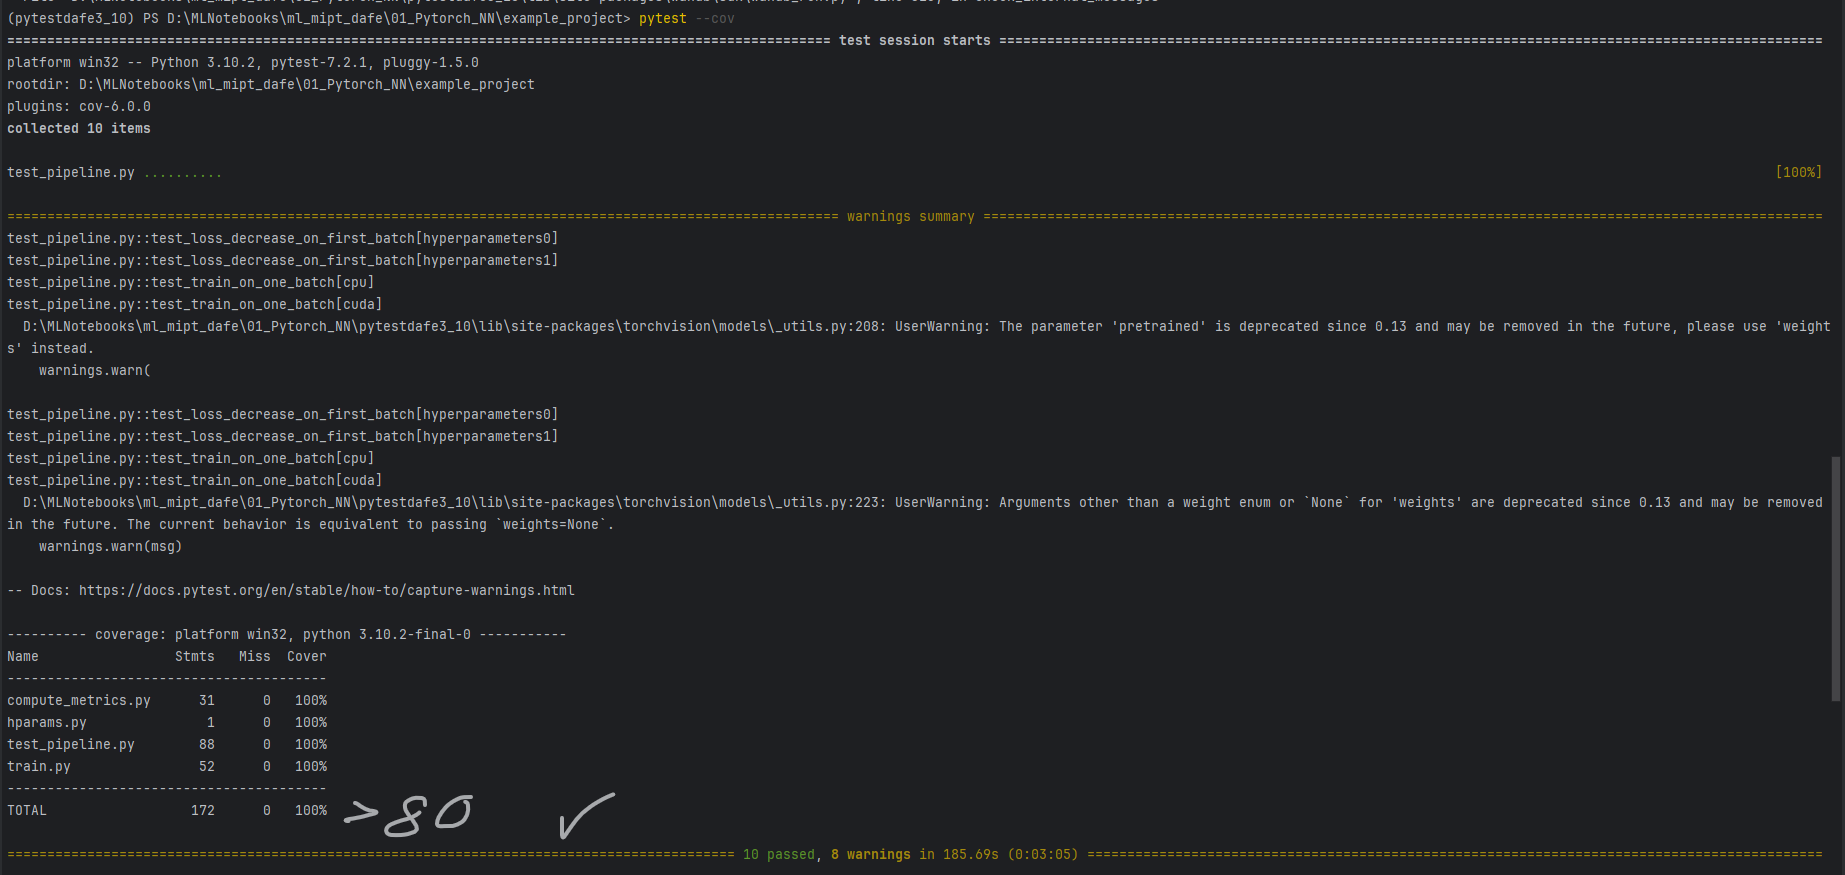 (pytestdafe3_10) PS D:\MLNotebooks\ml_mipt_dafe\01_Pytorch_NN\example_project> pytest --cov
======================================================================================================= test session starts =======================================================================================================
platform win32 -- Python 3.10.2, pytest-7.2.1, pluggy-1.5.0
rootdir: D:\MLNotebooks\ml_mipt_dafe\01_Pytorch_NN\example_project
plugins: cov-6.0.0
collected 10 items
test_pipeline.py .......... [100%]
======================================================================================================== warnings summary =========================================================================================================
test_pipeline.py::test_loss_decrease_on_first_batch[hyperparameters0]
test_pipeline.py::test_loss_decrease_on_first_batch[hyperparameters1]
test_pipeline.py::test_train_on_one_batch[cpu]
test_pipeline.py::test_train_on_one_batch[cuda]
D:\MLNotebooks\ml_mipt_dafe\01_Pytorch_NN\pytestdafe3_10\lib\site-packages\torchvision\models\_utils.py:208: UserWarning: The parameter 'pretrained' is deprecated since 0.13 and may be removed in the future, please use 'weight
s' instead.
warnings.warn(
test_pipeline.py::test_loss_decrease_on_first_batch[hyperparameters0]
test_pipeline.py::test_loss_decrease_on_first_batch[hyperparameters1]
test_pipeline.py::test_train_on_one_batch[cpu]
test_pipeline.py::test_train_on_one_batch[cuda]
D:\MLNotebooks\ml_mipt_dafe\01_Pytorch_NN\pytestdafe3_10\lib\site-packages\torchvision\models\_utils.py:223: UserWarning: Arguments other than a weight enum or `None` for 'weights' are deprecated since 0.13 and may be removed
in the future. The current behavior is equivalent to passing `weights=None`.
warnings.warn(msg)
-- Docs: https://docs.pytest.org/en/stable/how-to/capture-warnings.html
---------- coverage: platform win32, python 3.10.2-final-0 -----------
Name Stmts Miss Cover
----------------------------------------
compute_metrics.py 31 0 100%
hparams.py 1 0 100%
test_pipeline.py 88 0 100%
train.py 52 0 100%
----------------------------------------
TOTAL 172 0 100% >80 ✓
=========================================================================================== 10 passed, 8 warnings in 185.69s (0:03:05) ============================================================================================